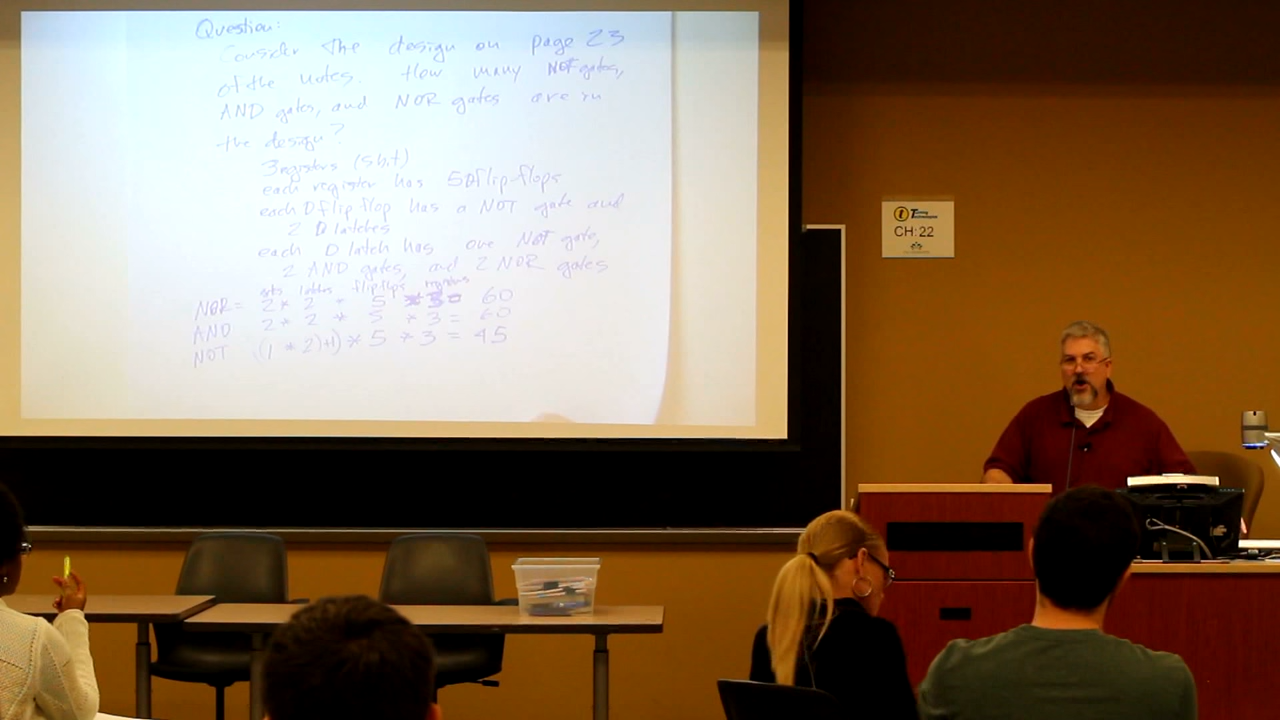 Question:
Consider the design on page 23
of the notes. How many NOT gates,
AND gates, and NOR gates are in
the design?
3 registers (5 bit)
each register has 5 D flip-flops
each D flip flop has a NOT gate and
2 D latches
each D latch has one NOT gate,
2 AND gates, and 2 NOR gates
latches flipflops registers
NOR = 2 * 2 * 5 * 3 = 60
AND 2 * 2 * 5 * 3 = 60
NOT ((1 * 2)+1) * 5 * 3 = 45
Turning
Technologies
CH: 22